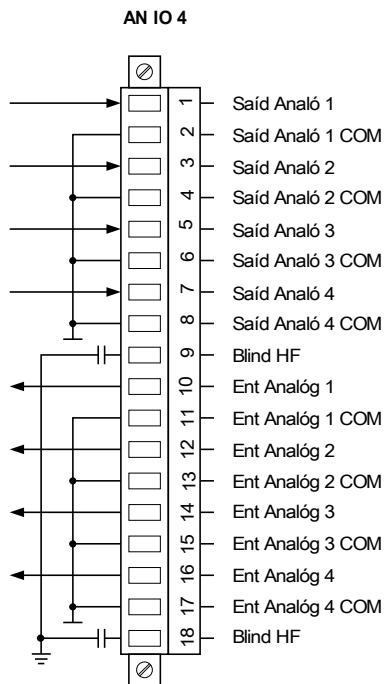 AN IO 4
1 Saíd Analó 1
2 Saíd Analó 1 COM
3 Saíd Analó 2
4 Saíd Analó 2 COM
5 Saíd Analó 3
6 Saíd Analó 3 COM
7 Saíd Analó 4
8 Saíd Analó 4 COM
9 Blind HF
10 Ent Analóg 1
11 Ent Analóg 1 COM
12 Ent Analóg 2
13 Ent Analóg 2 COM
14 Ent Analóg 3
15 Ent Analóg 3 COM
16 Ent Analóg 4
17 Ent Analóg 4 COM
18 Blind HF